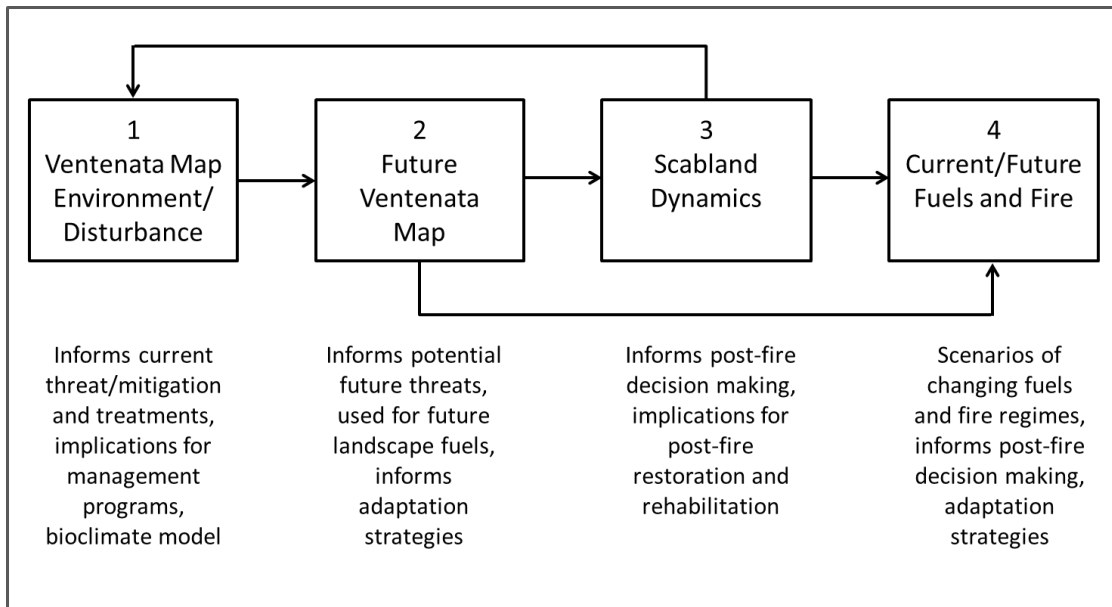 1
Ventenata Map
Environment/
Disturbance
2
Future
Ventenata
Map
3
Scabland
Dynamics
4
Current/Future
Fuels and Fire
Informs current
threat/mitigation
and treatments,
implications for
management
programs,
bioclimate model
Informs potential
future threats,
used for future
landscape fuels,
informs
adaptation
strategies
Informs post-fire
decision making,
implications for
post-fire
restoration and
rehabilitation
Scenarios of
changing fuels
and fire regimes,
informs post-fire
decision making,
adaptation
strategies